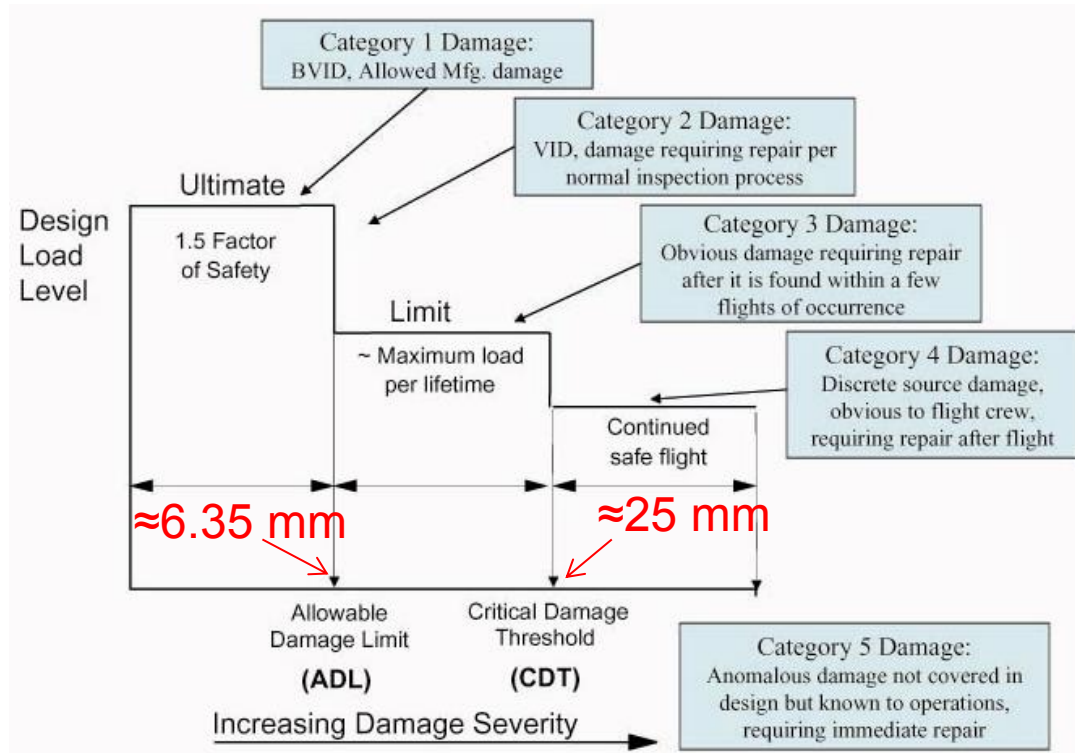 Category 1 Damage:
BVID, Allowed Mfg. damage
Category 2 Damage:
VID, damage requiring repair per
normal inspection process
Ultimate
Design
Load
Level
1.5 Factor
of Safety
Category 3 Damage:
Obvious damage requiring repair
after it is found within a few
flights of occurrence
Limit
~ Maximum load
per lifetime
Category 4 Damage:
Discrete source damage,
obvious to flight crew,
requiring repair after flight
Continued
safe flight
≈6.35 mm
≈25 mm
Allowable
Damage Limit
(ADL)
Critical Damage
Threshold
(CDT)
Category 5 Damage:
Anomalous damage not covered in
design but known to operations,
requiring immediate repair
Increasing Damage Severity